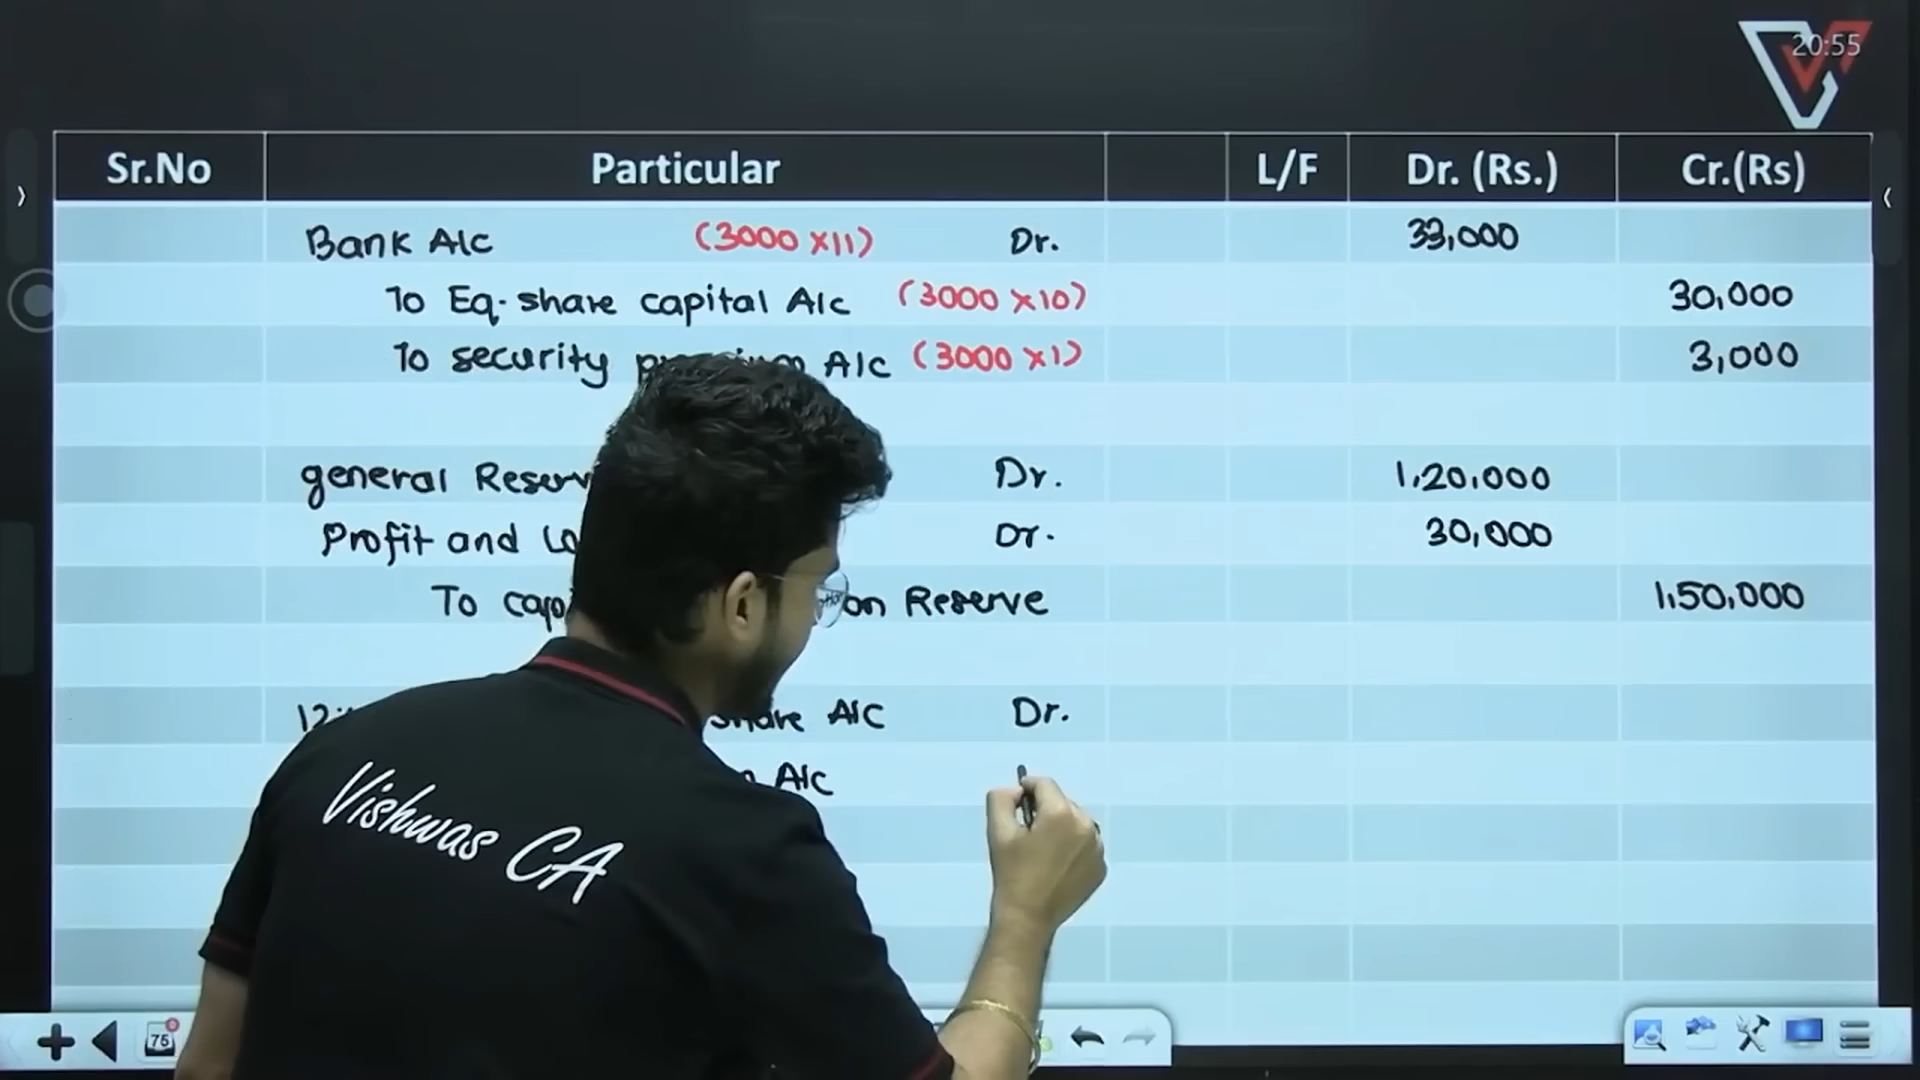 20:55
Sr.No Particular L/F Dr. (Rs.) Cr.(Rs)
Bank A/c (3000 x11) Dr. 33,000
To Eq. share capital A/c (3000 x10) 30,000
To security A/c (3000 x1) 3,000
general Dr. 1,20,000
Profit and Dr. 30,000
To on Reserve 1,50,000
share A/C Dr.
A/c
Vishwas CA
75